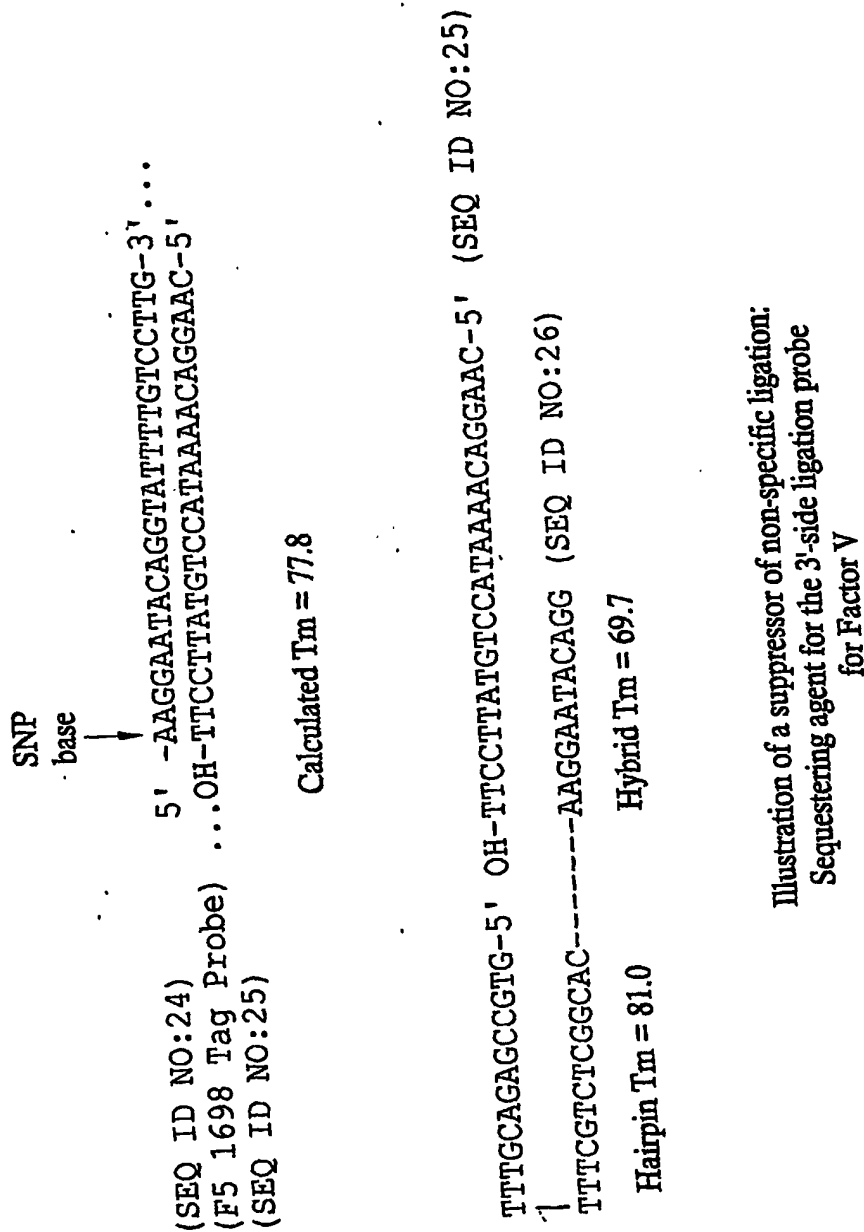 SNP
base
5' -AAGGAATACAGGTATTTTGTCCTTG-3'...
...OH-TTCCTTATGTCCATAAAACAGGAAC-5'
(SEQ ID NO:24)
(F5 1698 Tag Probe)
(SEQ ID NO:25)
Calculated Tm = 77.8
TTTGCAGAGCCGTG-5' OH-TTCCTTATGTCCATAAAACAGGAAC-5' (SEQ ID NO:25)
TTTCGTCTCGGCAC--------AAGGAATACAGG (SEQ ID NO:26)
Hairpin Tm = 81.0 Hybrid Tm = 69.7
Illustration of a suppressor of non-specific ligation:
Sequestering agent for the 3'-side ligation probe
for Factor V